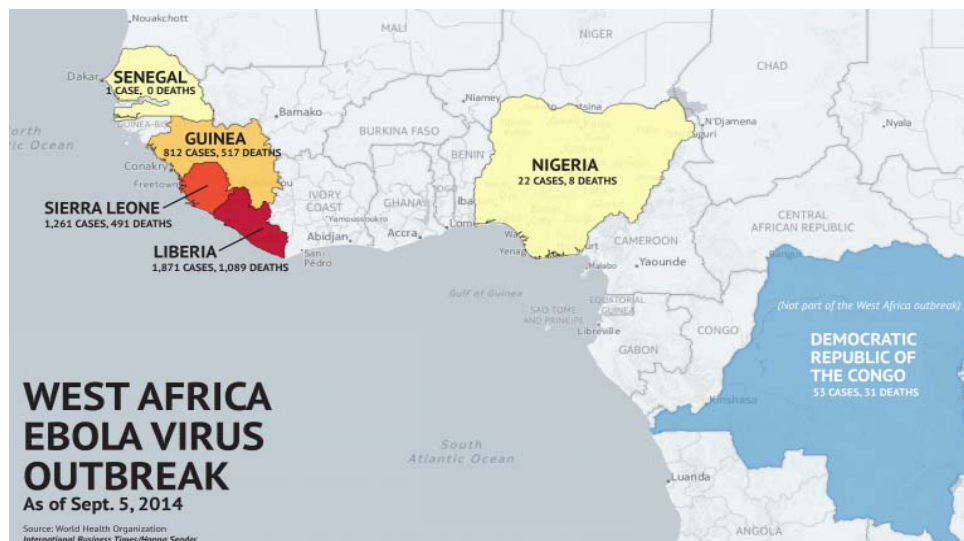 Nouakchott
MALI
NIGER
CHAD
Dakar
SENEGAL
1 CASE, 0 DEATHS
Niamey
Bamako
N'Djamena
Nyala
GUINEA-BIS
BURKINA FASO
GUINEA
812 CASES, 517 DEATHS
BENIN
NIGERIA
22 CASES, 8 DEATHS
Conakry
Freetown
IVORY
COAST
GHANA
Yamoussoukro
SIERRA LEONE
1,261 CASES, 491 DEATHS
Abidjan
Accra
Lome
CENTRAL
AFRICAN REPUBLIC
LIBERIA
1,871 CASES, 1,089 DEATHS
San-
Pédro
CAMEROON
Yaounde
Malabo
Bangui
Gulf of Guinea
SAO TOME
AND PRINCIPE
EQUATORIAL
GUINEA
Libreville
GABON
CONGO
(Not part of the West Africa outbreak)
DEMOCRATIC
REPUBLIC OF
THE CONGO
53 CASES, 31 DEATHS
Kinshasa
WEST AFRICA
EBOLA VIRUS
OUTBREAK
As of Sept. 5, 2014
South
Atlantic Ocean
Luanda
ANGOLA
Source: World Health Organization
International Business Times/Hanna Sender